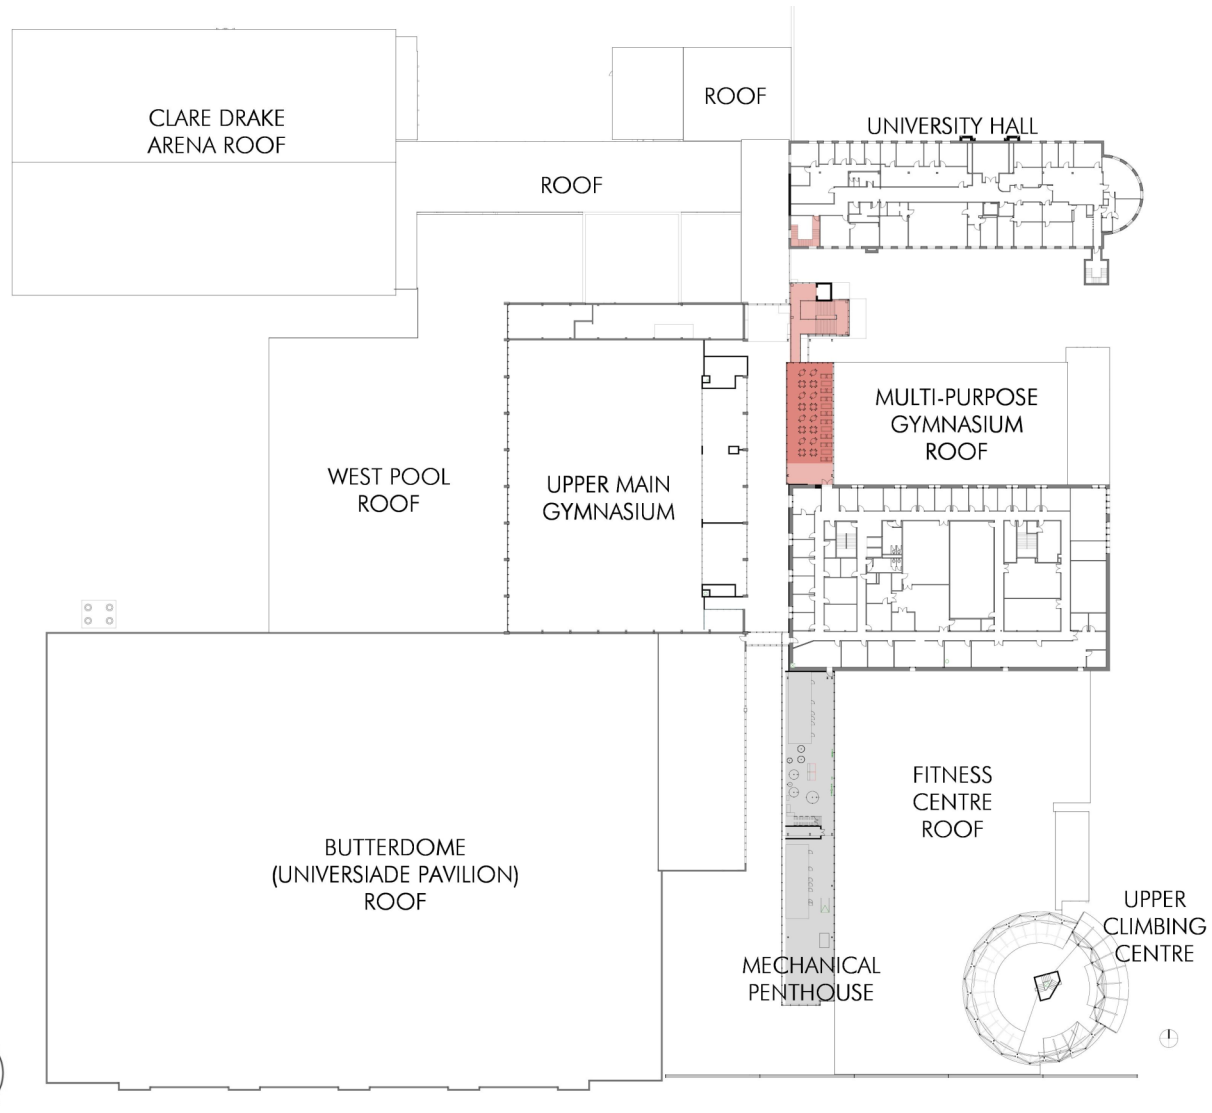 CLARE DRAKE
ARENA ROOF
ROOF
UNIVERSITY HALL
ROOF
MULTI-PURPOSE
GYMNASIUM
ROOF
WEST POOL
ROOF
UPPER MAIN
GYMNASIUM
FITNESS
CENTRE
ROOF
BUTTERDOME
(UNIVERSIADE PAVILION)
ROOF
UPPER
CLIMBING
CENTRE
MECHANICAL
PENTHOUSE